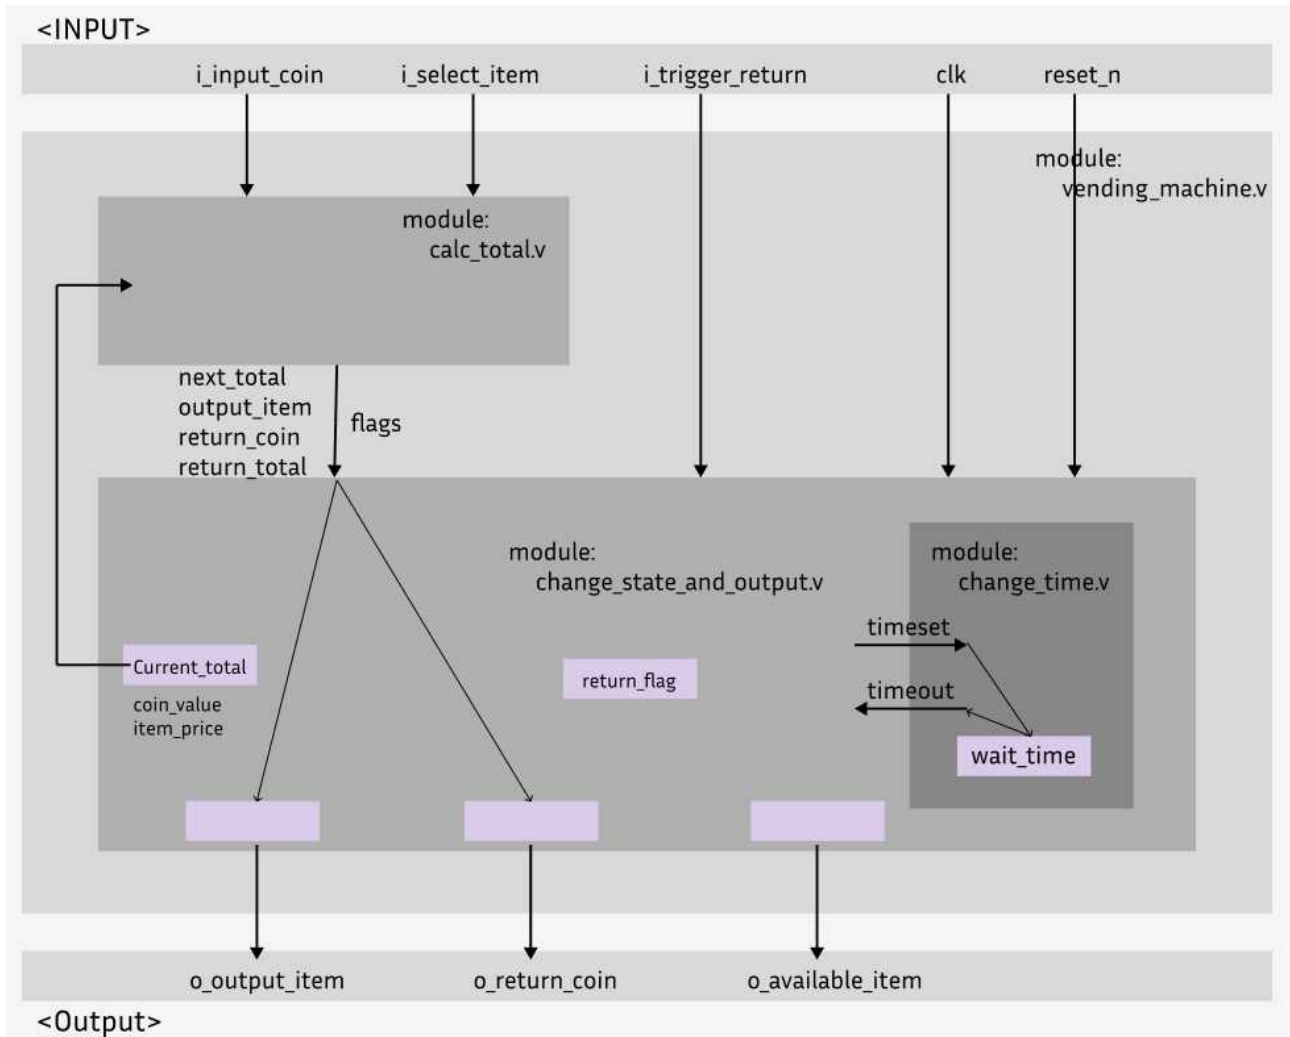 <INPUT>
i_input_coin
i_select_item
i_trigger_return
clk
reset_n
module:
vending_machine.v
module:
calc_total.v
next_total
output_item
return_coin
return_total
flags
module:
change_state_and_output.v
module:
change_time.v
timeset
timeout
wait_time
Current_total
coin_value
item_price
return_flag
o_output_item
o_return_coin
o_available_item
<Output>